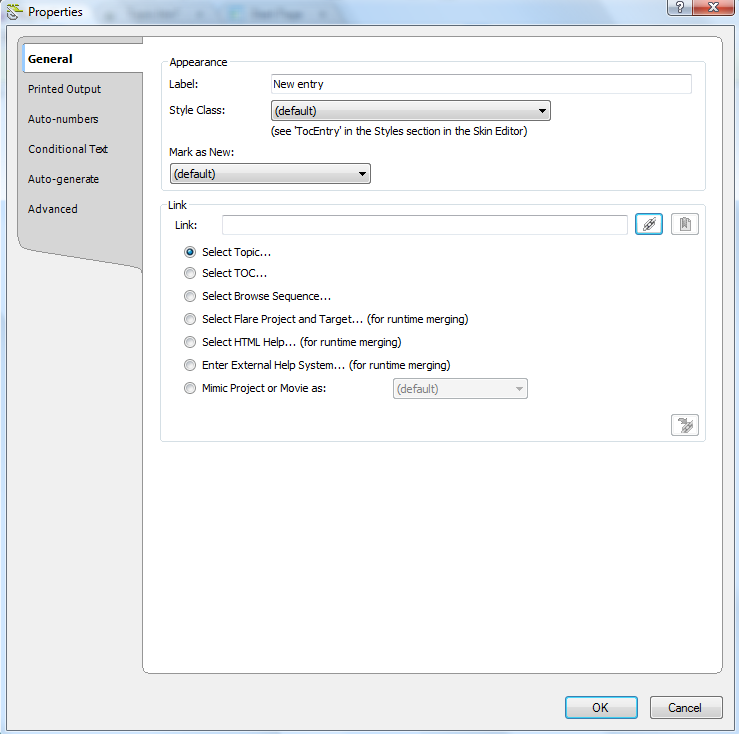 Properties
?
General
Printed Output
Auto-numbers
Conditional Text
Auto-generate
Advanced
Appearance
Label: New entry
Style Class: (default)
(see 'TocEntry' in the Styles section in the Skin Editor)
Mark as New:
(default)
Link
Link:
Select Topic...
Select TOC...
Select Browse Sequence...
Select Flare Project and Target... (for runtime merging)
Select HTML Help... (for runtime merging)
Enter External Help System... (for runtime merging)
Mimic Project or Movie as: (default)
OK Cancel